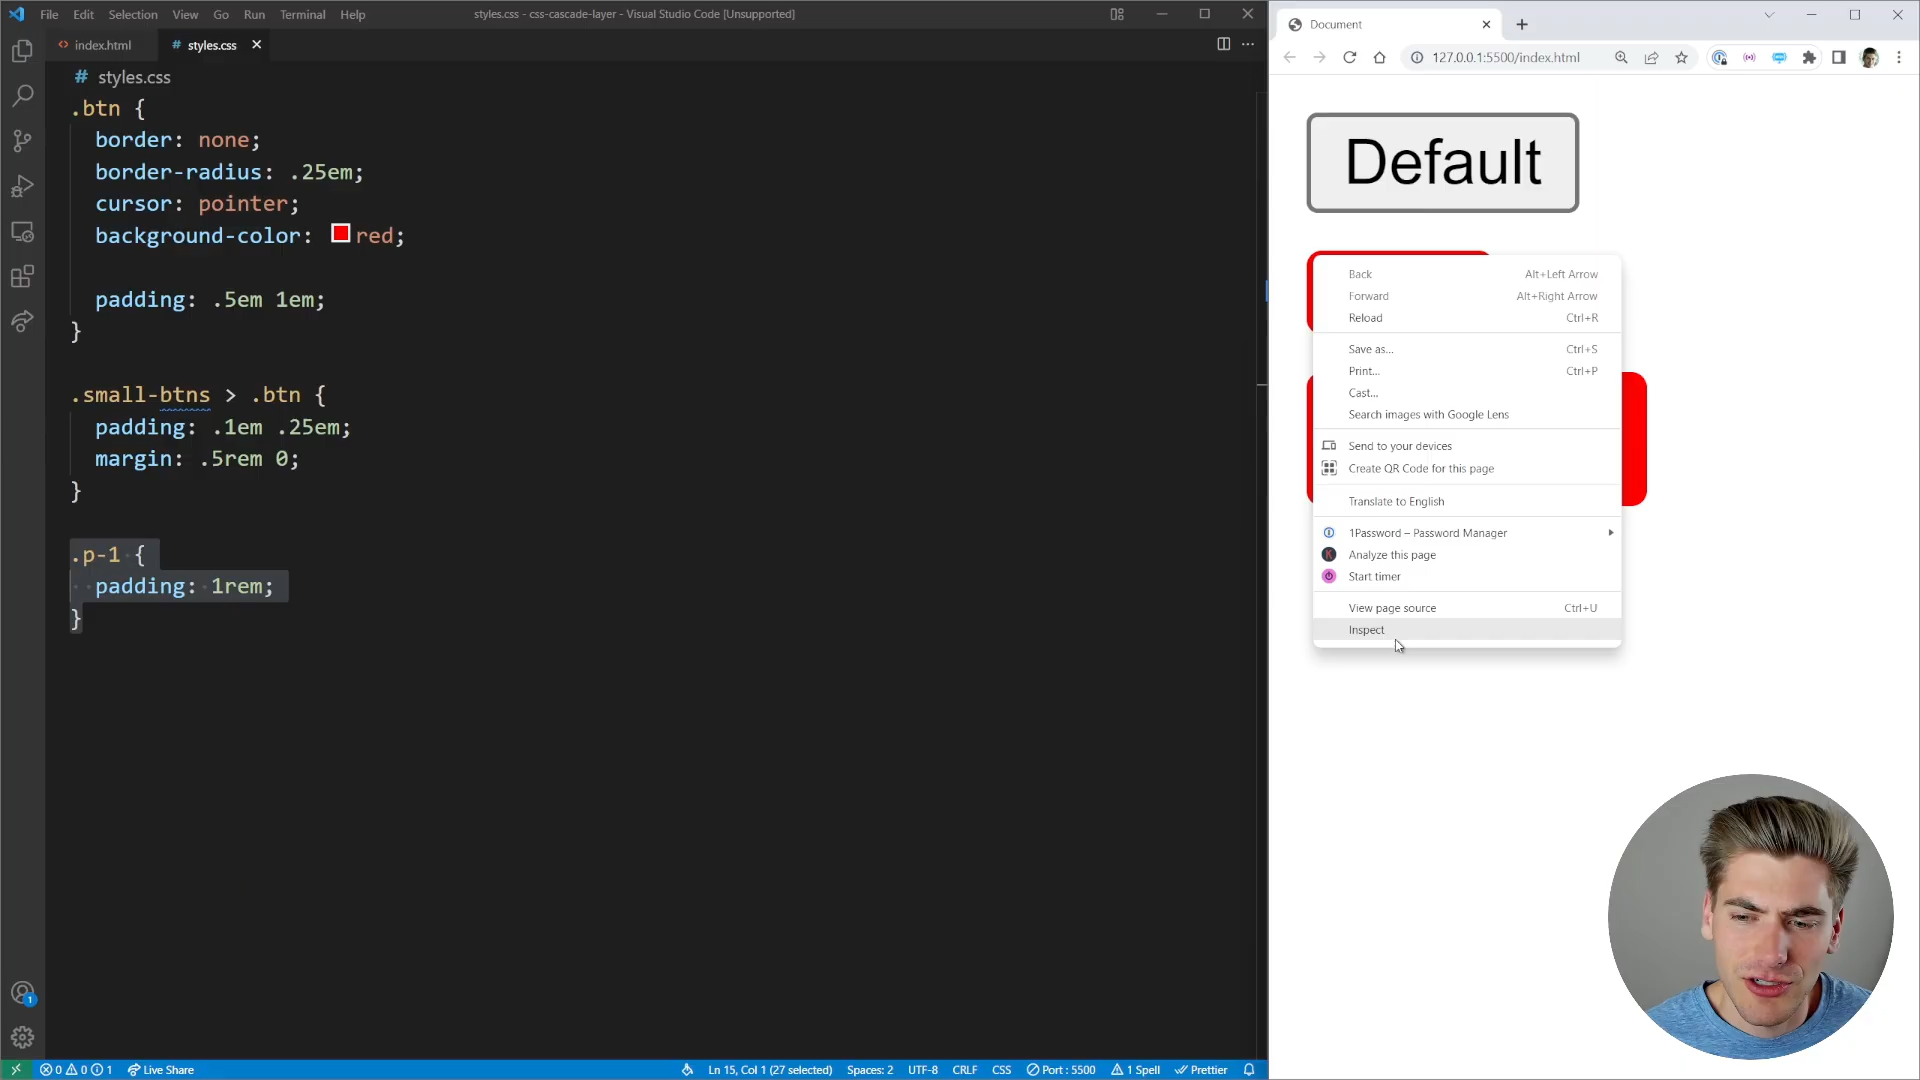 File Edit Selection View Go Run Terminal Help
styles.css - css-cascade-layer - Visual Studio Code [Unsupported]
index.html
# styles.css
# styles.css
.btn {
border: none;
border-radius: .25em;
cursor: pointer;
background-color: red;
padding: .5em 1em;
}
.small-btns > .btn {
padding: .1em .25em;
margin: .5rem 0;
}
.p-1 {
padding: 1rem;
}
1
0 0 1 Live Share
Ln 15, Col 1 (27 selected) Spaces: 2 UTF-8 CRLF CSS Port : 5500 1 Spell Prettier
Document
127.0.0.1:5500/index.html
Default
Back Alt+Left Arrow
Forward Alt+Right Arrow
Reload Ctrl+R
Save as... Ctrl+S
Print... Ctrl+P
Cast...
Search images with Google Lens
Send to your devices
Create QR Code for this page
Translate to English
1Password – Password Manager
Analyze this page
Start timer
View page source Ctrl+U
Inspect